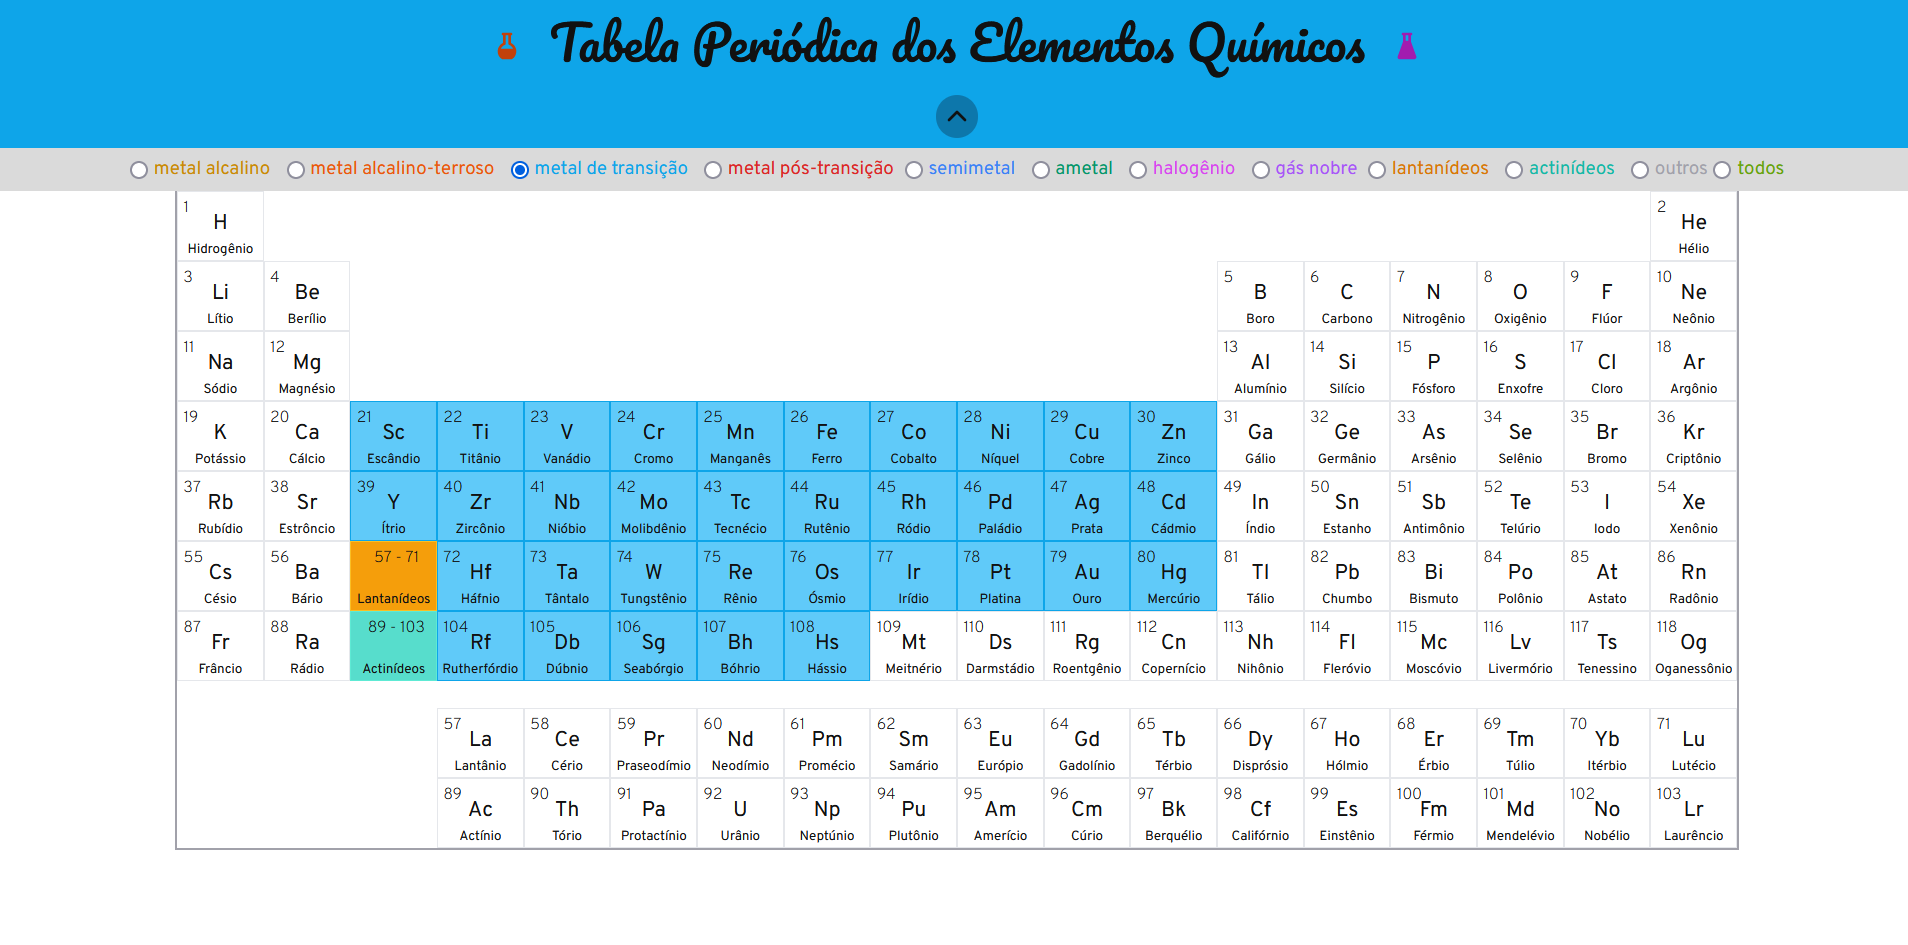 Tabela Periódica dos Elementos Químicos
metal alcalino metal alcalino-terroso metal de transição metal pós-transição semimetal ametal halogênio gás nobre lantanídeos actinídeos outros todos
1 2
H He
Hidrogênio Hélio
3 4 5 6 7 8 9 10
Li Be B C N O F Ne
Lítio Berílio Boro Carbono Nitrogênio Oxigênio Flúor Neônio
11 12 13 14 15 16 17 18
Na Mg Al Si P S Cl Ar
Sódio Magnésio Alumínio Silício Fósforo Enxofre Cloro Argônio
19 20 21 22 23 24 25 26 27 28 29 30 31 32 33 34 35 36
K Ca Sc Ti V Cr Mn Fe Co Ni Cu Zn Ga Ge As Se Br Kr
Potássio Cálcio Escândio Titânio Vanádio Cromo Manganês Ferro Cobalto Níquel Cobre Zinco Gálio Germânio Arsênio Selênio Bromo Criptônio
37 38 39 40 41 42 43 44 45 46 47 48 49 50 51 52 53 54
Rb Sr Y Zr Nb Mo Tc Ru Rh Pd Ag Cd In Sn Sb Te I Xe
Rubídio Estrôncio Ítrio Zircônio Nióbio Molibdênio Tecnécio Rutênio Ródio Paládio Prata Cádmio Índio Estanho Antimônio Telúrio Iodo Xenônio
55 56 57 - 71 72 73 74 75 76 77 78 79 80 81 82 83 84 85 86
Cs Ba Hf Ta W Re Os Ir Pt Au Hg Tl Pb Bi Po At Rn
Césio Bário Lantanídeos Háfnio Tântalo Tungstênio Rênio Ósmio Irídio Platina Ouro Mercúrio Tálio Chumbo Bismuto Polônio Astato Radônio
87 88 89 - 103 104 105 106 107 108 109 110 111 112 113 114 115 116 117 118
Fr Ra Rf Db Sg Bh Hs Mt Ds Rg Cn Nh Fl Mc Lv Ts Og
Frâncio Rádio Actinídeos Rutherfórdio Dúbnio Seabórgio Bóhrio Hássio Meitnério Darmstádio Roentgênio Copernício Nihônio Fleróvio Moscóvio Livermório Tenessino Oganessônio
57 58 59 60 61 62 63 64 65 66 67 68 69 70 71
La Ce Pr Nd Pm Sm Eu Gd Tb Dy Ho Er Tm Yb Lu
Lantânio Cério Praseodímio Neodímio Promécio Samário Európio Gadolínio Térbio Disprósio Hólmio Érbio Túlio Itérbio Lutécio
89 90 91 92 93 94 95 96 97 98 99 100 101 102 103
Ac Th Pa U Np Pu Am Cm Bk Cf Es Fm Md No Lr
Actínio Tório Protactínio Urânio Neptúnio Plutônio Amerício Cúrio Berquélio Califórnio Einstênio Férmio Mendelévio Nobélio Laurêncio